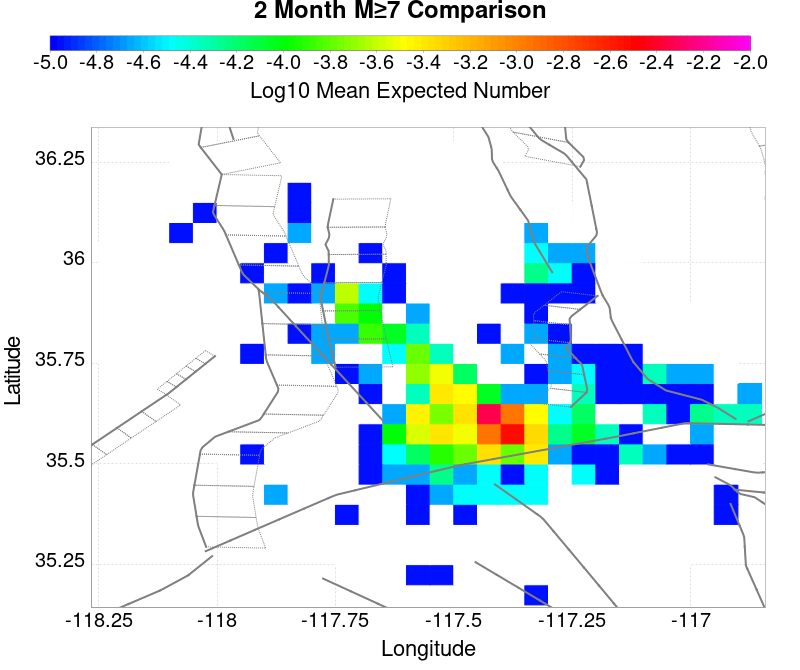 2 Month M≥7 Comparison
-5.0 -4.8 -4.6 -4.4 -4.2 -4.0 -3.8 -3.6 -3.4 -3.2 -3.0 -2.8 -2.6 -2.4 -2.2 -2.0
Log10 Mean Expected Number
36.25
36
35.75
35.5
35.25
Latitude
-118.25 -118 -117.75 -117.5 -117.25 -117
Longitude